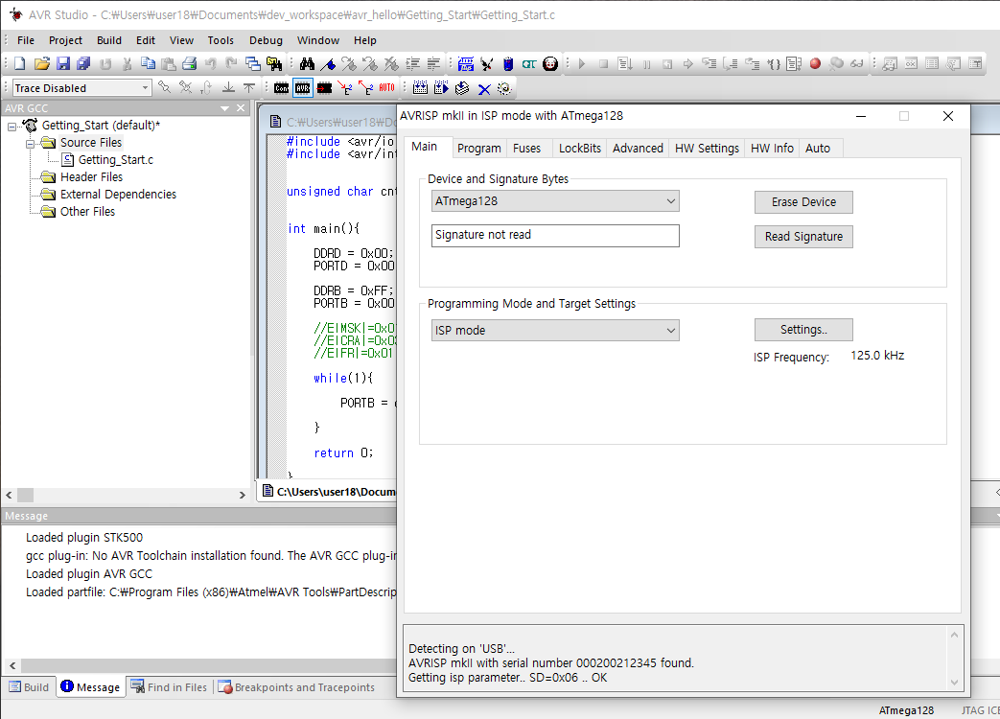 AVR Studio - C:₩Users₩user18₩Documents₩dev_workspace₩avr_hello₩Getting_Start₩Getting_Start.c
File Project Build Edit View Tools Debug Window Help
Trace Disabled
Con AVR AUTO
AVR GCC
Getting_Start (default)*
Source Files
Getting_Start.c
Header Files
External Dependencies
Other Files
C:₩Users₩user18₩Do
#include <avr/io
#include <avr/int
unsigned char cnt
int main(){
DDRD = 0x00;
PORTD = 0x00
DDRB = 0xFF;
PORTB = 0x00
//EIMSK|=0x0
//EICRA|=0x0
//EIFR|=0x01
while(1){
PORTB =
}
return 0;
}
C:\Users\user18\Docum
AVRISP mkII in ISP mode with ATmega128
Main Program Fuses LockBits Advanced HW Settings HW Info Auto
Device and Signature Bytes
ATmega128
Erase Device
Signature not read
Read Signature
Programming Mode and Target Settings
ISP mode
Settings..
ISP Frequency: 125.0 kHz
Detecting on 'USB'...
AVRISP mkII with serial number 000200212345 found.
Getting isp parameter.. SD=0x06 .. OK
Message
Loaded plugin STK500
gcc plug-in: No AVR Toolchain installation found. The AVR GCC plug-in
Loaded plugin AVR GCC
Loaded partfile: C:₩Program Files (x86)₩Atmel₩AVR Tools₩PartDescrip
Build Message Find in Files Breakpoints and Tracepoints
ATmega128 JTAG ICE